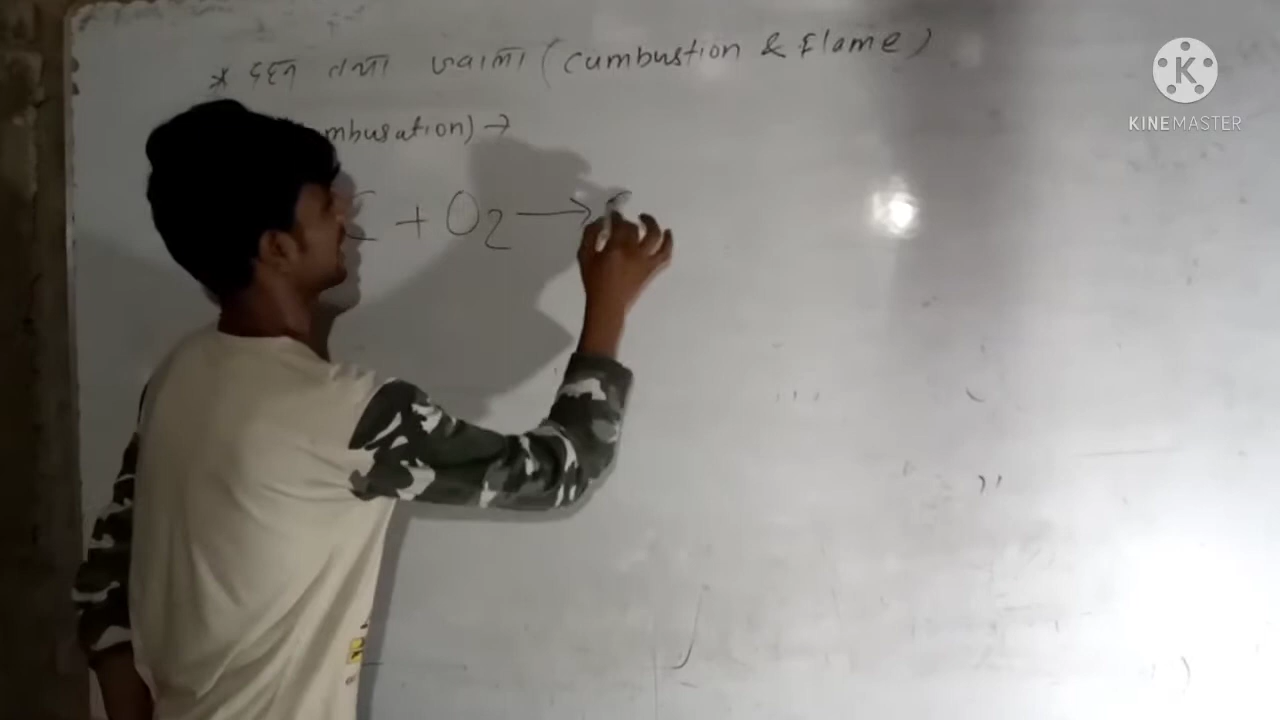 * दहन तथा ज्वाला (Cumbustion & Flame)
mbusation) →
C + O2 → C
KINEMASTER